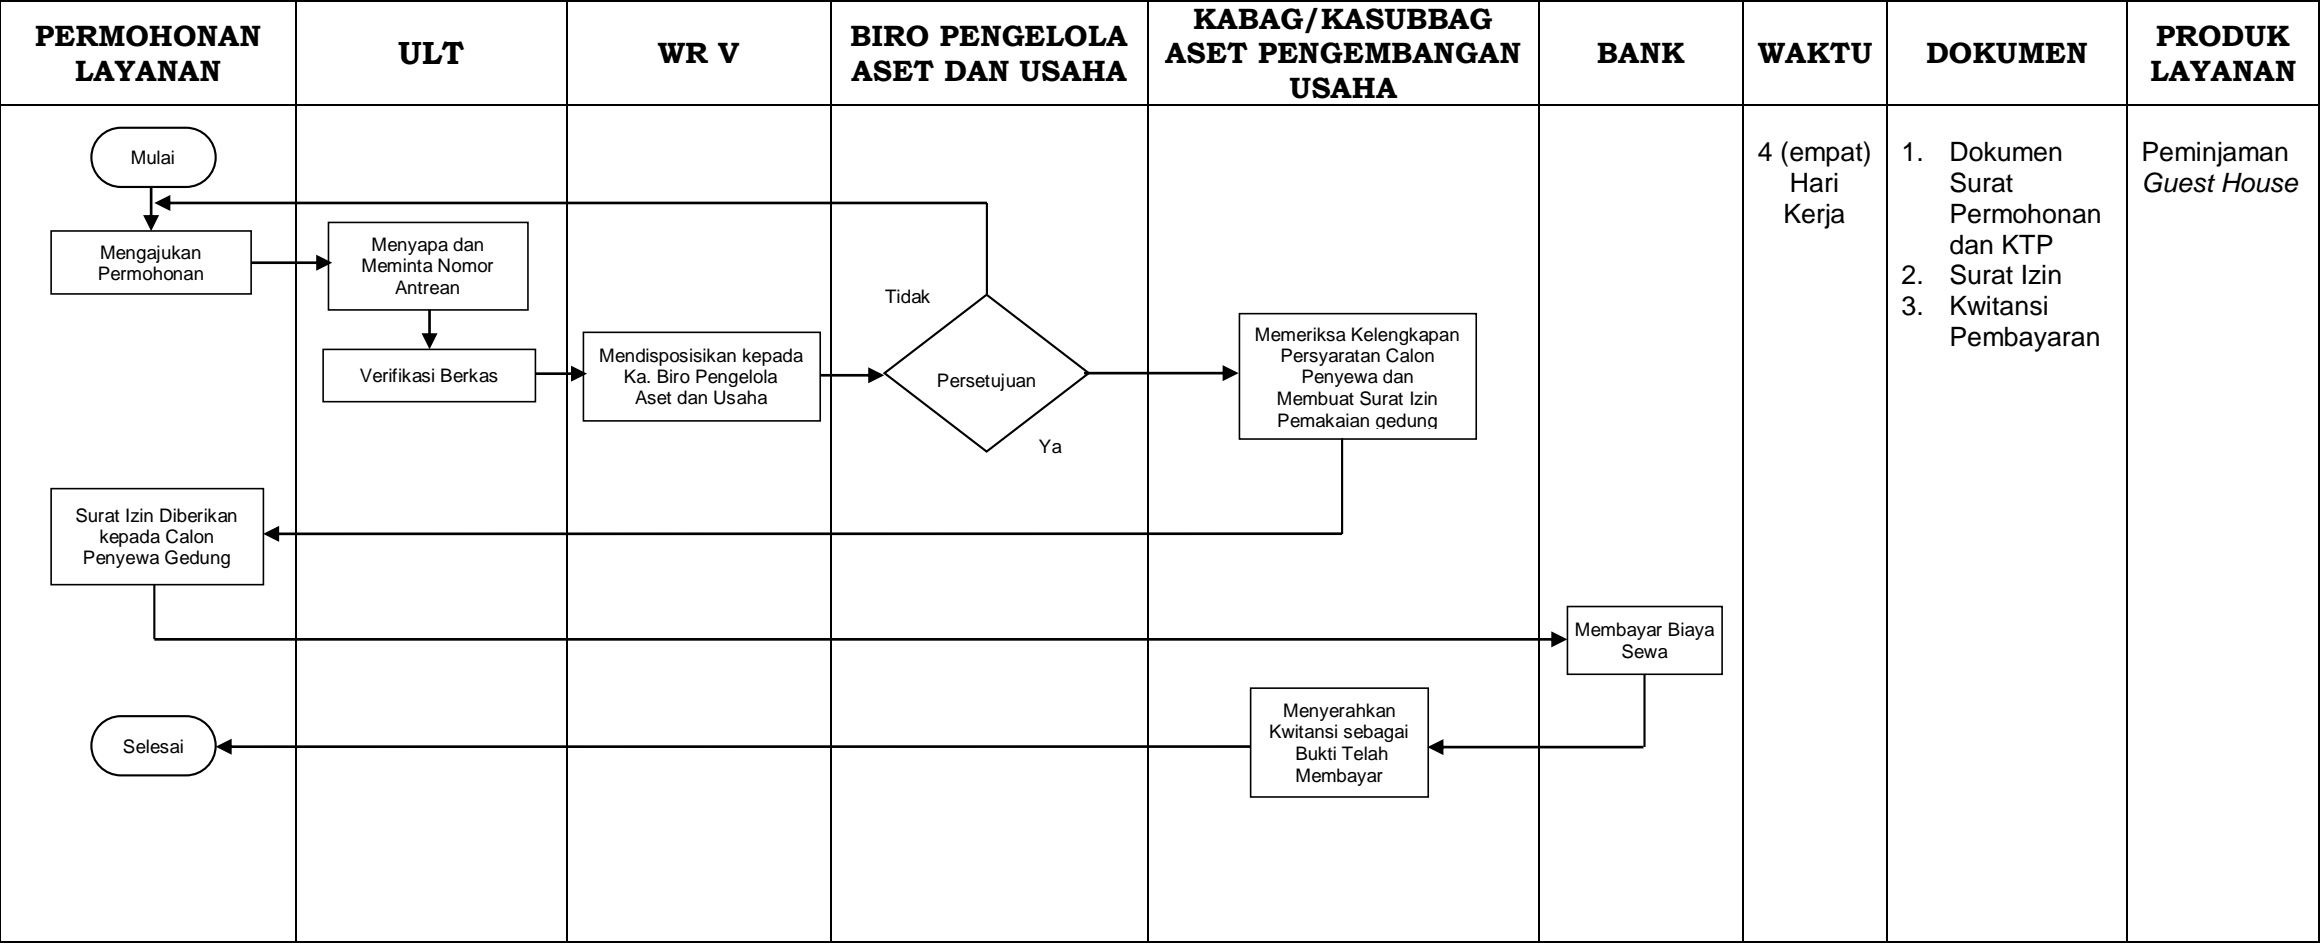 PERMOHONAN
LAYANAN
ULT
WR V
BIRO PENGELOLA
ASET DAN USAHA
KABAG/KASUBBAG
ASET PENGEMBANGAN
USAHA
BANK
WAKTU
DOKUMEN
PRODUK
LAYANAN
Mulai
Mengajukan
Permohonan
Menyapa dan
Meminta Nomor
Antrean
Verifikasi Berkas
Mendisposisikan kepada
Ka. Biro Pengelola
Aset dan Usaha
Tidak
Persetujuan
Ya
Memeriksa Kelengkapan
Persyaratan Calon
Penyewa dan
Membuat Surat Izin
Pemakaian gedung
4 (empat)
Hari
Kerja
1. Dokumen
Surat
Permohonan
dan KTP
2. Surat Izin
3. Kwitansi
Pembayaran
Peminjaman
Guest House
Surat Izin Diberikan
kepada Calon
Penyewa Gedung
Membayar Biaya
Sewa
Menyerahkan
Kwitansi sebagai
Bukti Telah
Membayar
Selesai